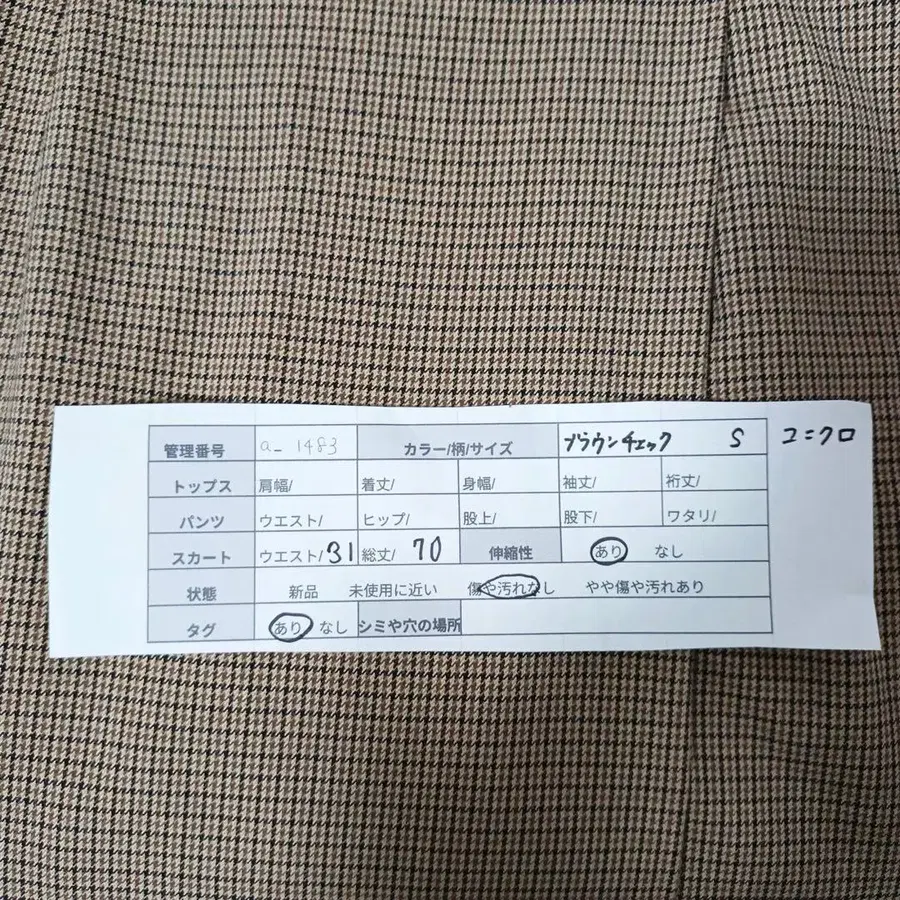 管理番号 a_1483 カラー/柄/サイズ ブラウンチェック S ユニクロ
トップス 肩幅/ 着丈/ 身幅/ 袖丈/ 裄丈/
パンツ ウエスト/ ヒップ/ 股上/ 股下/ ワタリ/
スカート ウエスト/31 総丈/ 70 伸縮性 あり なし
状態 新品 未使用に近い 傷や汚れなし やや傷や汚れあり
タグ あり なし シミや穴の場所